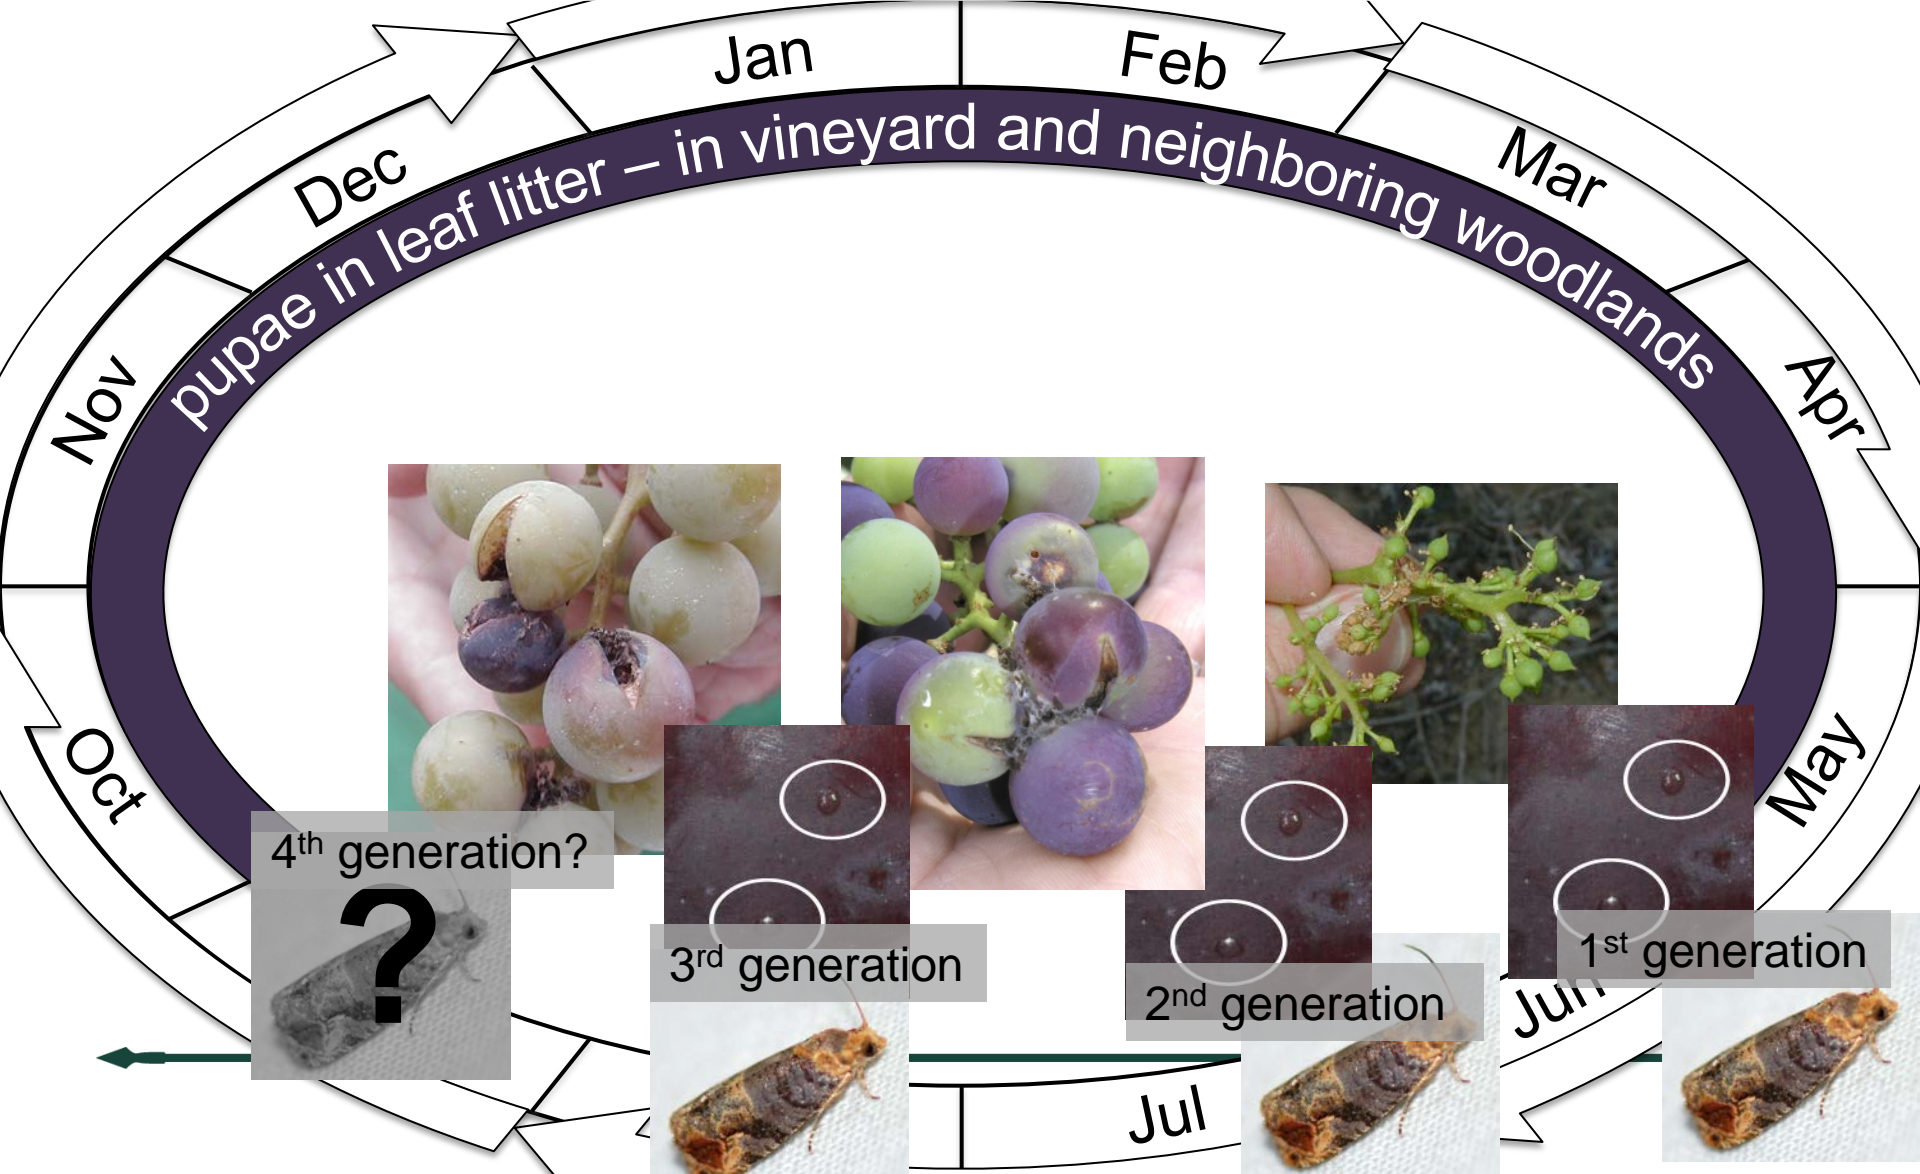 Jan
Feb
Mar
Apr
May
Jun
Jul
Oct
Nov
Dec
pupae in leaf litter – in vineyard and neighboring woodlands
1st generation
2nd generation
3rd generation
4th generation?
?